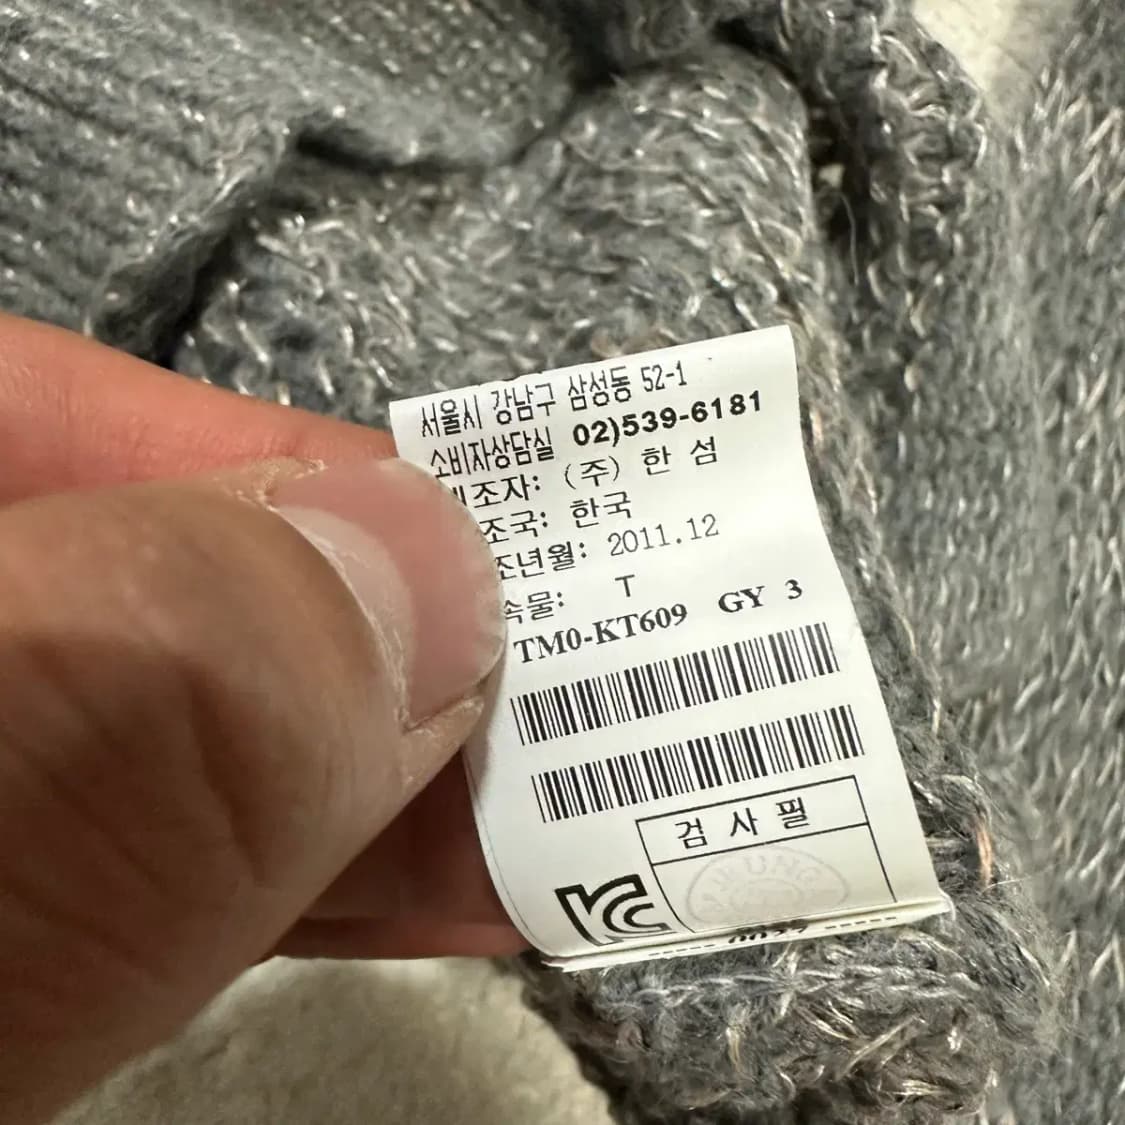 서울시 강남구 삼성동 52-1
소비자상담실 02)539-6181
조자: (주) 한 섬
조국: 한국
조년월: 2011.12
속물: T
TM0-KT609 GY 3
검 사 필